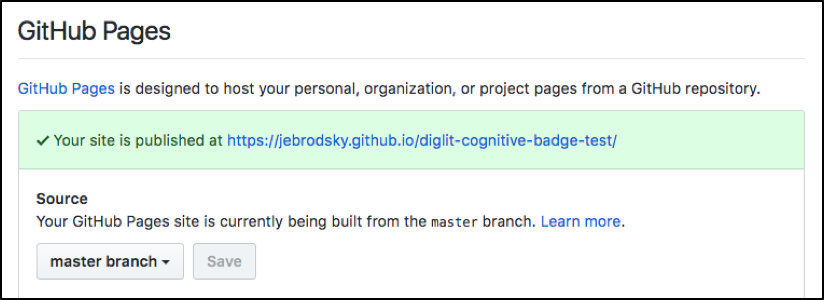 GitHub Pages
GitHub Pages is designed to host your personal, organization, or project pages from a GitHub repository.
✓ Your site is published at https://jebrodsky.github.io/diglit-cognitive-badge-test/
Source
Your GitHub Pages site is currently being built from the master branch. Learn more.
master branch Save